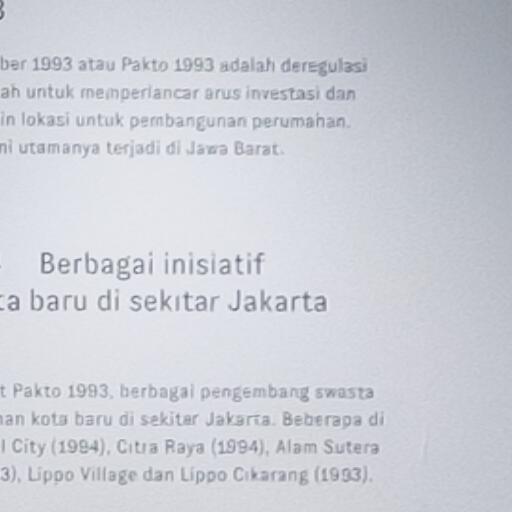 3
ber 1993 atau Pakto 1993 adalah deregulasi
ah untuk memperlancar arus investasi dan
in lokasi untuk pembangunan perumahan.
ni utamanya terjadi di Jawa Barat.
Berbagai inisiatif
ta baru di sekitar Jakarta
t Pakto 1993, berbagai pengembang swasta
nan kota baru di sekitar Jakarta. Beberapa di
l City (1994), Citra Raya (1994), Alam Sutera
3), Lippo Village dan Lippo Cikarang (1993).